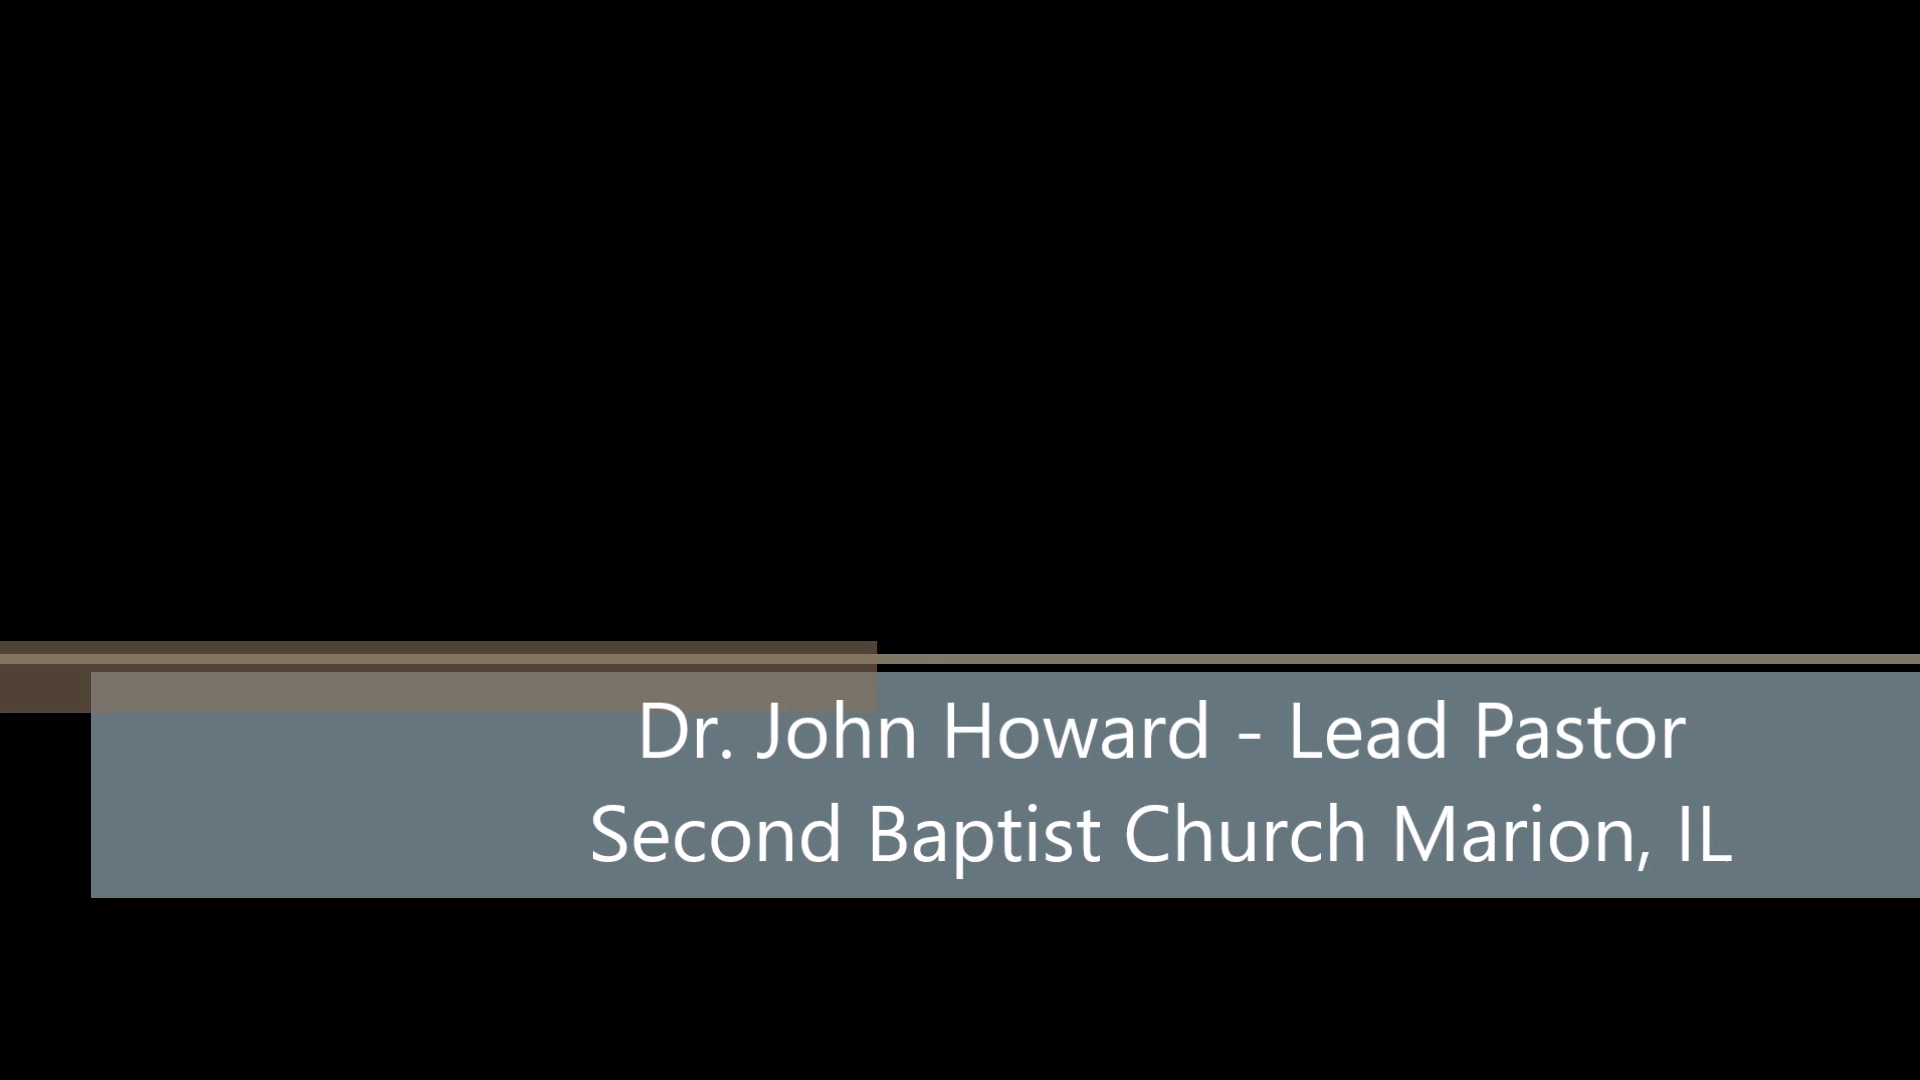 Dr. John Howard - Lead Pastor
Second Baptist Church Marion, IL